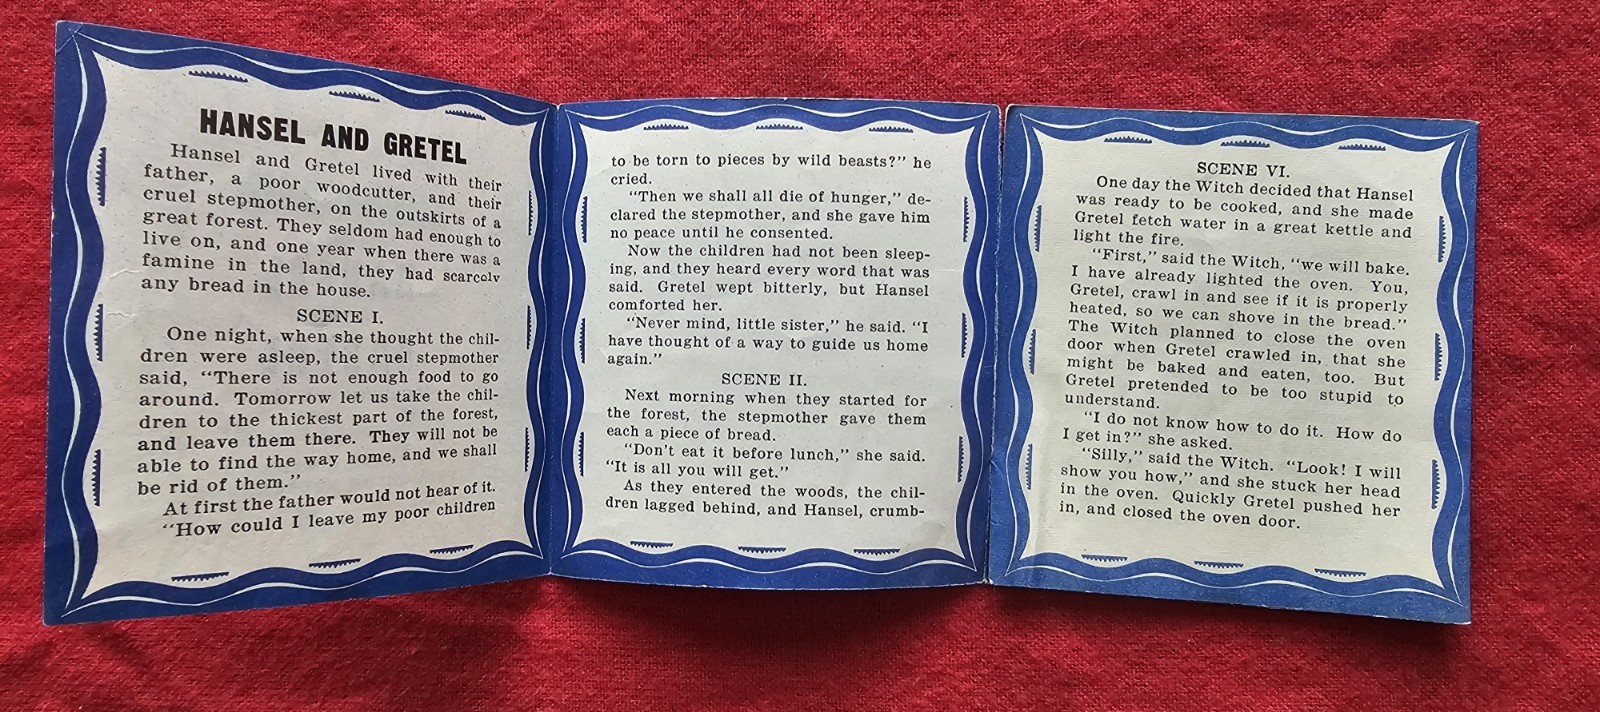 HANSEL AND GRETEL
Hansel and Gretel lived with their
father, a poor woodcutter, and their
cruel stepmother, on the outskirts of a
great forest. They seldom had enough to
live on, and one year when there was a
famine in the land, they had scarcely
any bread in the house.
SCENE I.
One night, when she thought the chil-
dren were asleep, the cruel stepmother
said, "There is not enough food to go
around. Tomorrow let us take the chil-
dren to the thickest part of the forest,
and leave them there. They will not be
able to find the way home, and we shall
be rid of them."
At first the father would not hear of it.
"How could I leave my poor children
to be torn to pieces by wild beasts?" he
cried.
"Then we shall all die of hunger," de-
clared the stepmother, and she gave him
no peace until he consented.
Now the children had not been sleep-
ing, and they heard every word that was
said. Gretel wept bitterly, but Hansel
comforted her.
"Never mind, little sister," he said. "I
have thought of a way to guide us home
again."
SCENE II.
Next morning when they started for
the forest, the stepmother gave them
each a piece of bread.
"Don't eat it before lunch," she said.
"It is all you will get."
As they entered the woods, the chil-
dren lagged behind, and Hansel, crumb-
SCENE VI.
One day the Witch decided that Hansel
was ready to be cooked, and she made
Gretel fetch water in a great kettle and
light the fire.
"First," said the Witch, "we will bake.
I have already lighted the oven. You,
Gretel, crawl in and see if it is properly
heated, so we can shove in the bread."
The Witch planned to close the oven
door when Gretel crawled in, that she
might be baked and eaten, too. But
Gretel pretended to be too stupid to
understand.
"I do not know how to do it. How do
I get in?" she asked.
"Silly," said the Witch. "Look! I will
show you how," and she stuck her head
in the oven. Quickly Gretel pushed her
in, and closed the oven door.